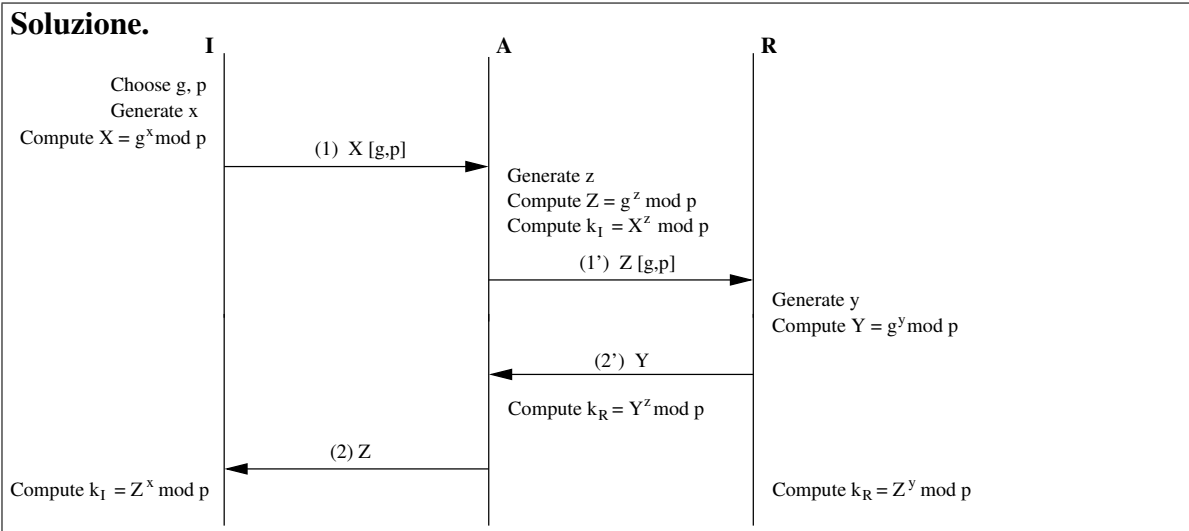 Soluzione.
I
A
R
Choose g, p
Generate x
Compute X = g^x mod p
(1) X [g,p]
Generate z
Compute Z = g^z mod p
Compute k_I = X^z mod p
(1’) Z [g,p]
Generate y
Compute Y = g^y mod p
(2’) Y
Compute k_R = Y^z mod p
(2) Z
Compute k_I = Z^x mod p
Compute k_R = Z^y mod p